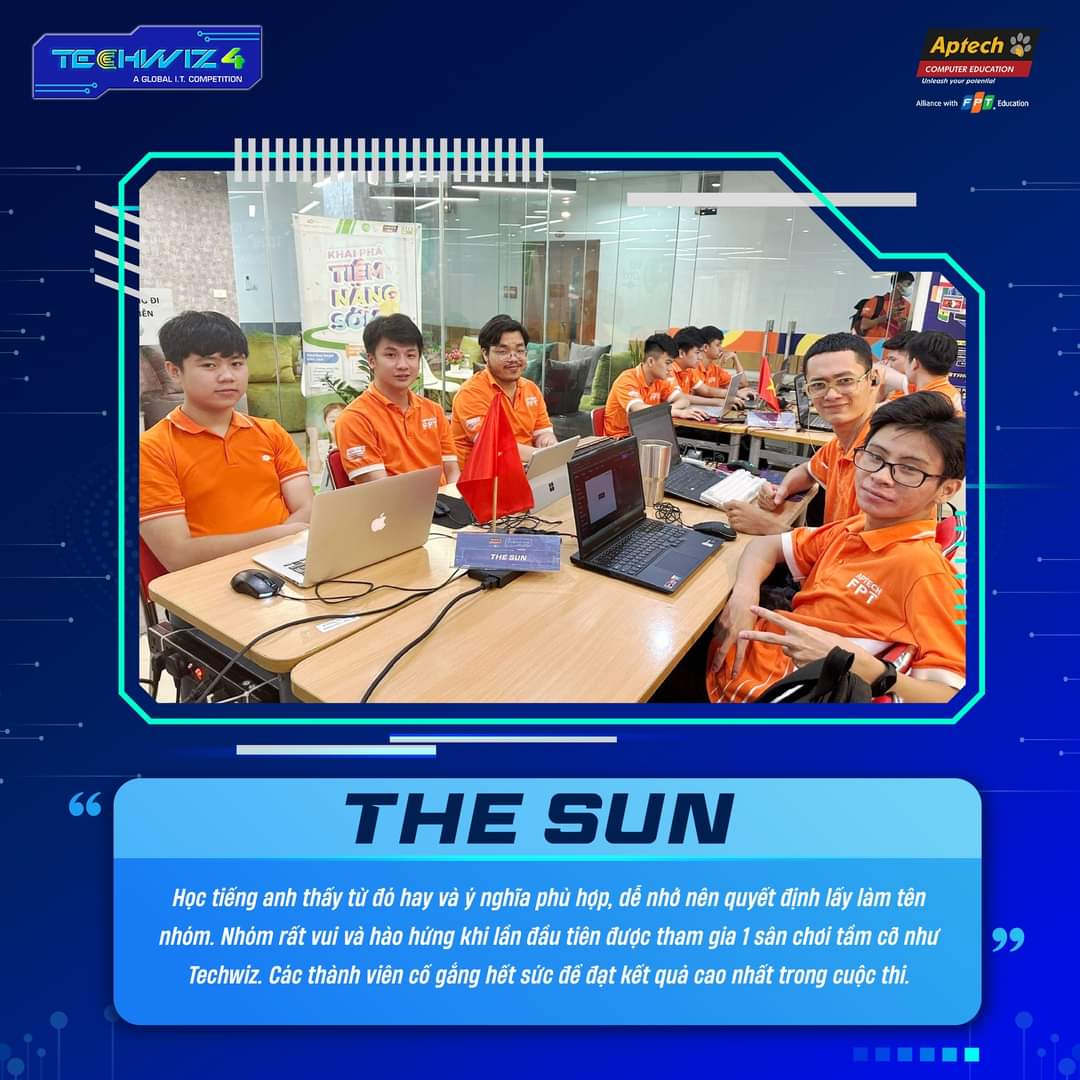 TECHWIZ 4
A GLOBAL I.T. COMPETITION
Aptech
COMPUTER EDUCATION
Unleash your potential
Alliance with FPT Education
KHAI PHÁ
TIỀM
NĂNG
FPT
THE SUN
APTECH
FPT
THE SUN
Học tiếng anh thấy từ đó hay và ý nghĩa phù hợp, dễ nhớ nên quyết định lấy làm tên
nhóm. Nhóm rất vui và hào hứng khi lần đầu tiên được tham gia 1 sân chơi tầm cỡ như
Techwiz. Các thành viên cố gắng hết sức để đạt kết quả cao nhất trong cuộc thi.